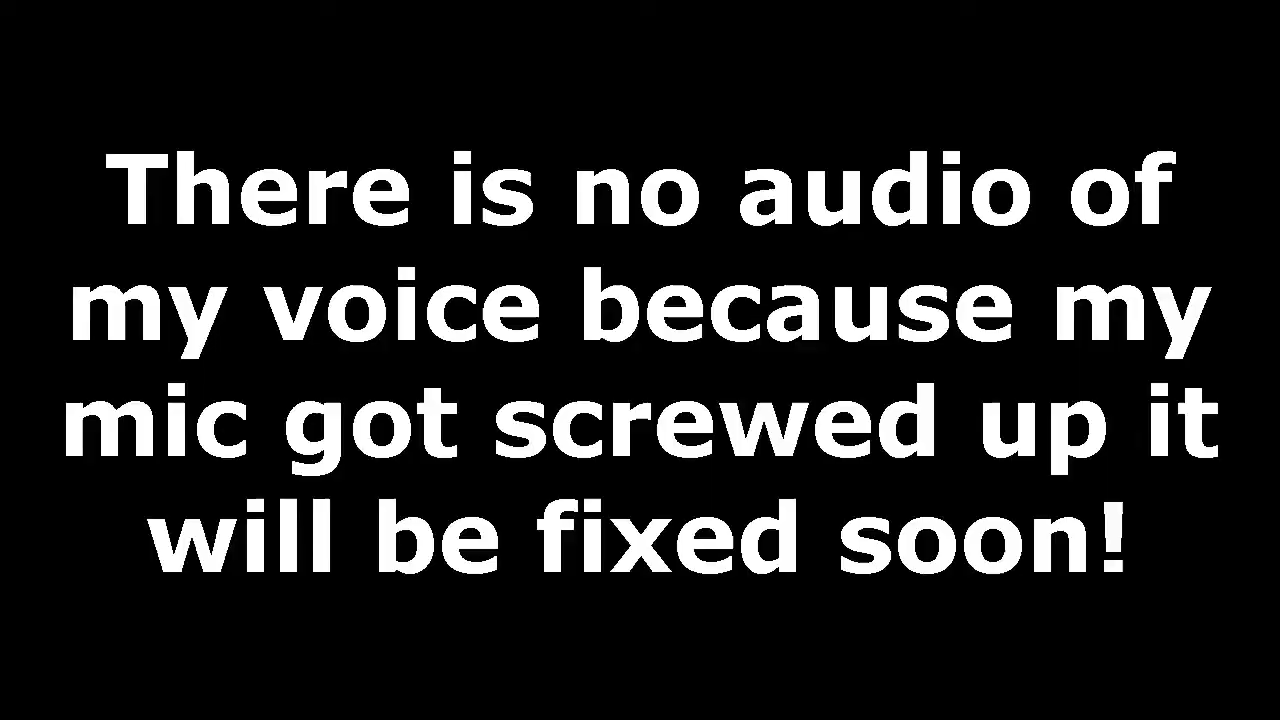 There is no audio of
my voice because my
mic got screwed up it
will be fixed soon!